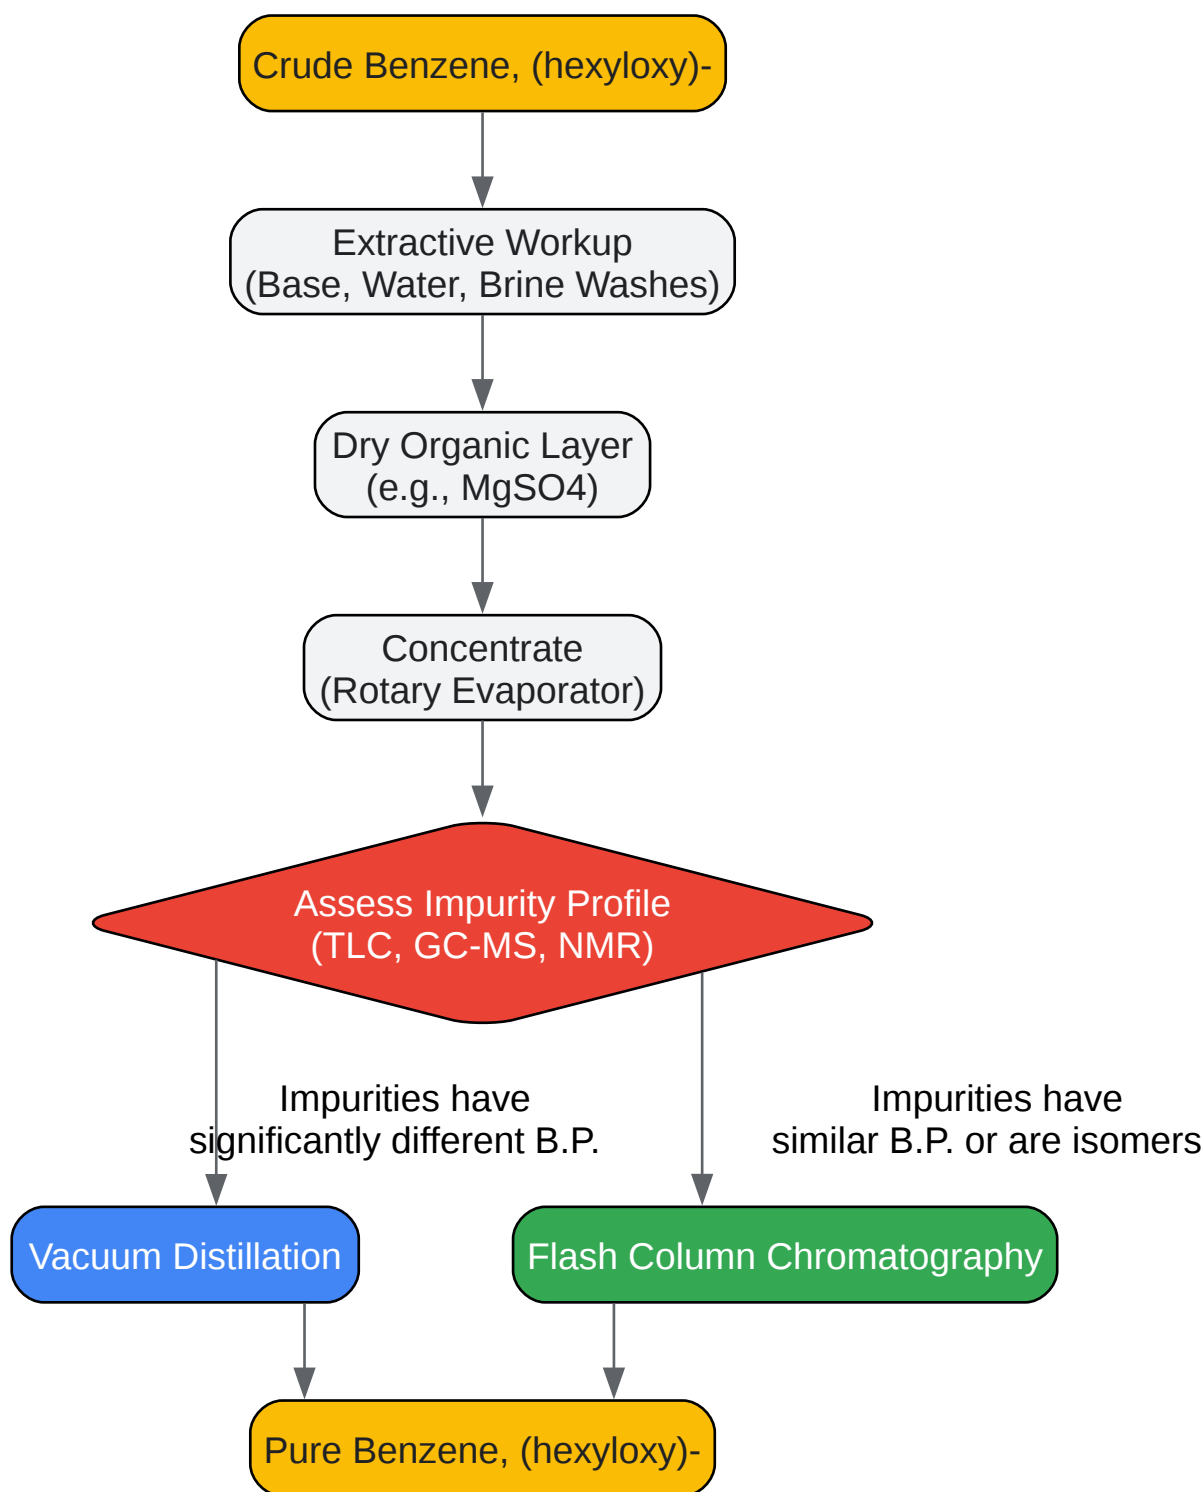 Crude Benzene, (hexyloxy)-
Extractive Workup
(Base, Water, Brine Washes)
Dry Organic Layer
(e.g., MgSO4)
Concentrate
(Rotary Evaporator)
Assess Impurity Profile
(TLC, GC-MS, NMR)
Impurities have
significantly different B.P.
Impurities have
similar B.P. or are isomers
Vacuum Distillation
Flash Column Chromatography
Pure Benzene, (hexyloxy)-